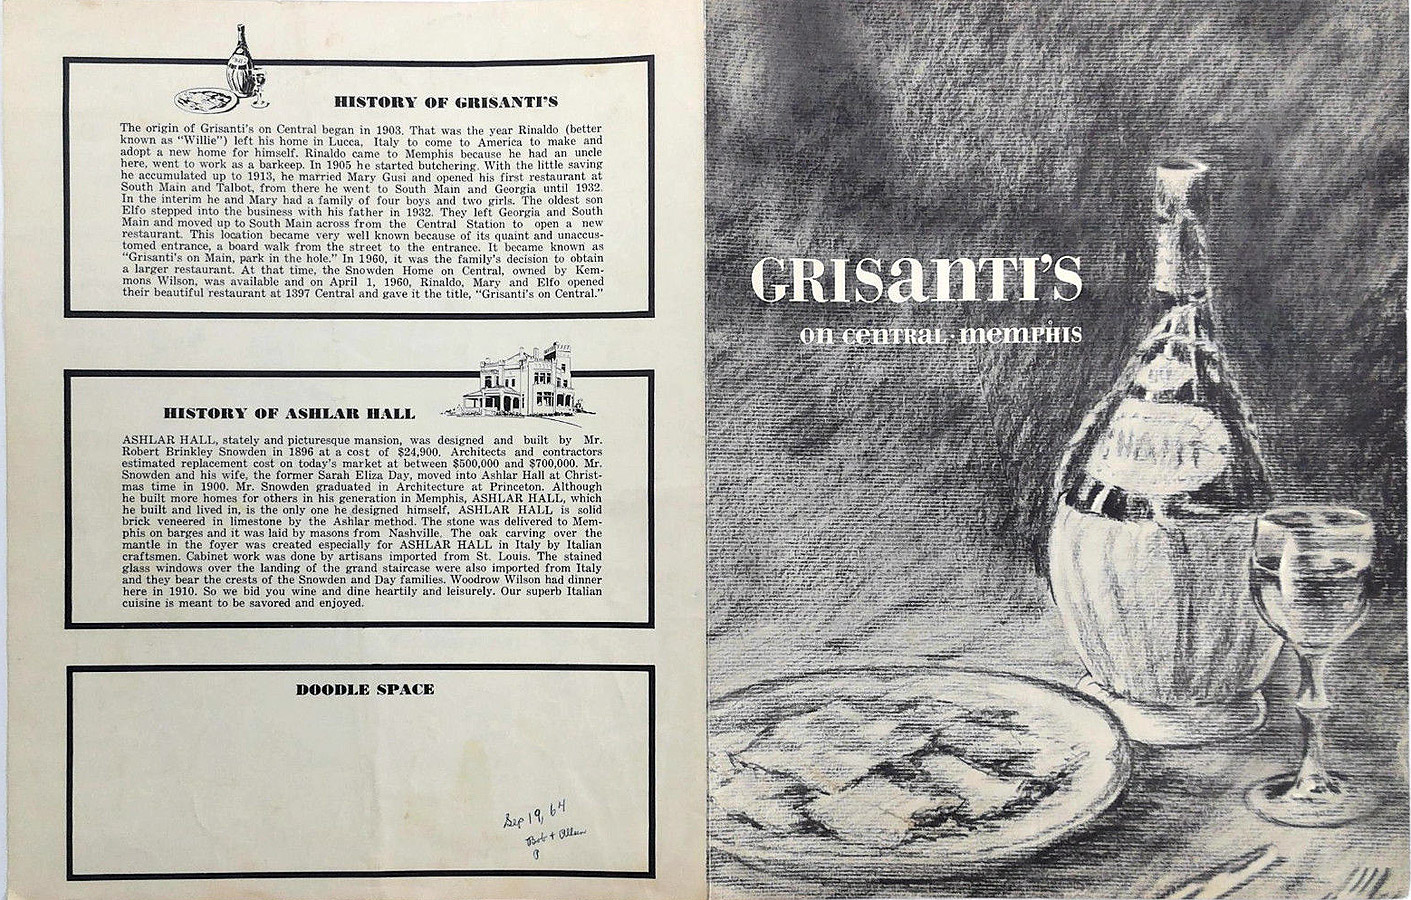 HISTORY OF GRISANTI'S
The origin of Grisanti's on Central began in 1903. That was the year Rinaldo (better
known as "Willie") left his home in Lucca, Italy to come to America to make and
adopt a new home for himself. Rinaldo came to Memphis because he had an uncle
here, went to work as a barkeep. In 1905 he started butchering. With the little saving
he accumulated up to 1913, he married Mary Gusi and opened his first restaurant at
South Main and Talbot, from there he went to South Main and Georgia until 1932.
In the interim he and Mary had a family of four boys and two girls. The oldest son
Elfo stepped into the business with his father in 1932. They left Georgia and South
Main and moved up to South Main across from the Central Station to open a new
restaurant. This location became very well known because of its quaint and unaccus-
tomed entrance, a board walk from the street to the entrance. It became known as
"Grisanti's on Main, park in the hole." In 1960, it was the family's decision to obtain
a larger restaurant. At that time, the Snowden Home on Central, owned by Kem-
mons Wilson, was available and on April 1, 1960, Rinaldo, Mary and Elfo opened
their beautiful restaurant at 1397 Central and gave it the title, "Grisanti's on Central."
HISTORY OF ASHLAR HALL
ASHLAR HALL, stately and picturesque mansion, was designed and built by Mr.
Robert Brinkley Snowden in 1896 at a cost of $24,900. Architects and contractors
estimated replacement cost on today's market at between $500,000 and $700,000. Mr.
Snowden and his wife, the former Sarah Eliza Day, moved into Ashlar Hall at Christ-
mas time in 1900. Mr. Snowden graduated in Architecture at Princeton. Although
he built more homes for others in his generation in Memphis, ASHLAR HALL, which
he built and lived in, is the only one he designed himself, ASHLAR HALL is solid
brick veneered in limestone by the Ashlar method. The stone was delivered to Mem-
phis on barges and it was laid by masons from Nashville. The oak carving over the
mantle in the foyer was created especially for ASHLAR HALL in Italy by Italian
craftsmen. Cabinet work was done by artisans imported from St. Louis. The stained
glass windows over the landing of the grand staircase were also imported from Italy
and they bear the crests of the Snowden and Day families. Woodrow Wilson had dinner
here in 1910. So we bid you wine and dine heartily and leisurely. Our superb Italian
cuisine is meant to be savored and enjoyed.
DOODLE SPACE
Sep 19, 64
Bob +
GRISANTI'S
on CENTRAL · MEMPHIS